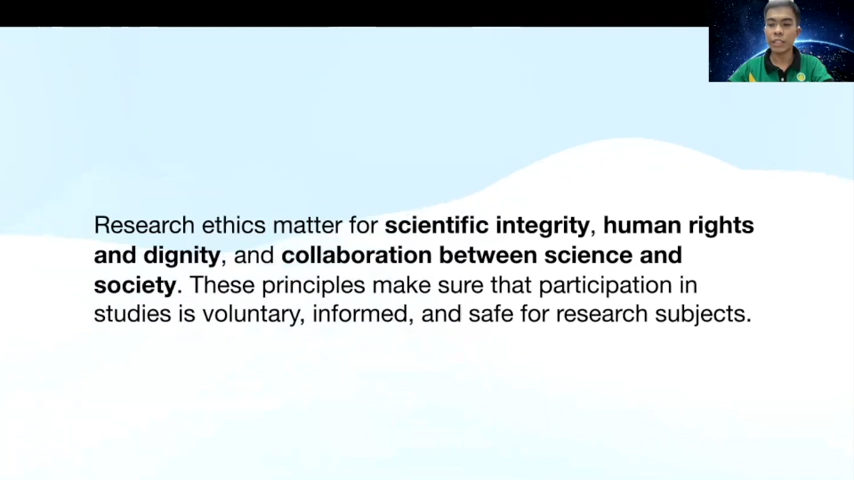 Research ethics matter for scientific integrity, human rights
and dignity, and collaboration between science and
society. These principles make sure that participation in
studies is voluntary, informed, and safe for research subjects.